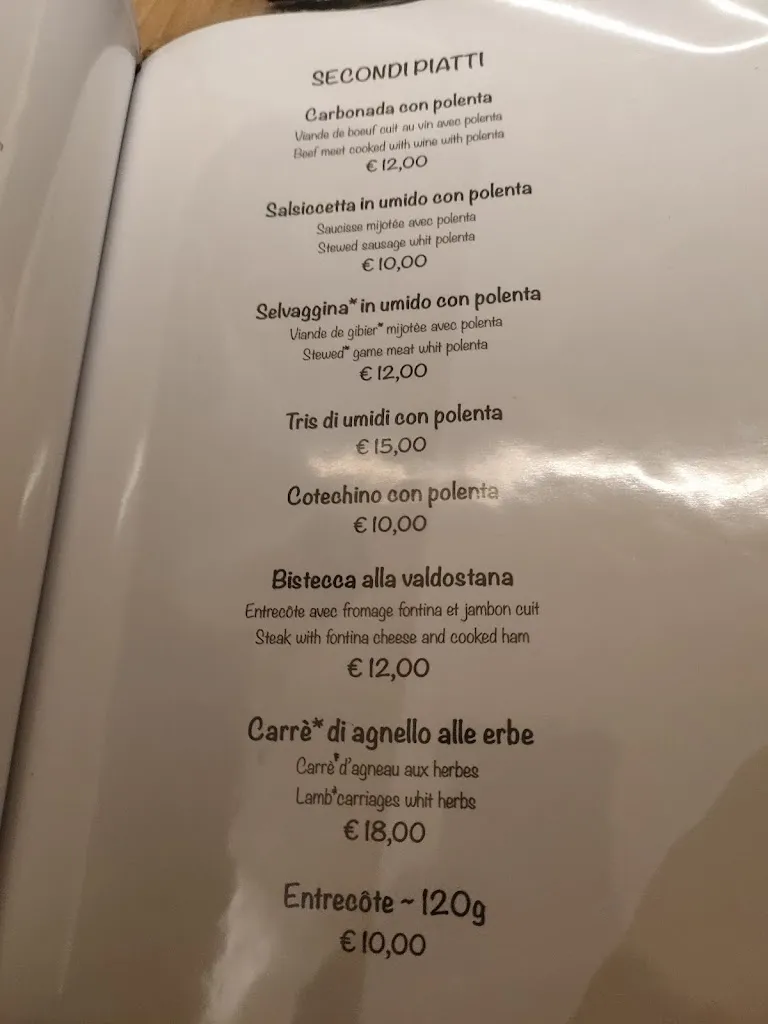 SECONDI PIATTI
Carbonada con polenta
Viande de boeuf cuit au vin avec polenta
Beef meet cooked with wine with polenta
€ 12,00
Salsiccetta in umido con polenta
Saucisse mijotée avec polenta
Stewed sausage whit polenta
€ 10,00
Selvaggina* in umido con polenta
Viande de gibier* mijotée avec polenta
Stewed* game meat whit polenta
€ 12,00
Tris di umidi con polenta
€ 15,00
Cotechino con polenta
€ 10,00
Bistecca alla valdostana
Entrecôte avec fromage fontina et jambon cuit
Steak with fontina cheese and cooked ham
€ 12,00
Carrè* di agnello alle erbe
Carrè*d'agneau aux herbes
Lamb*carriages whit herbs
€ 18,00
Entrecôte ~ 120g
€ 10,00